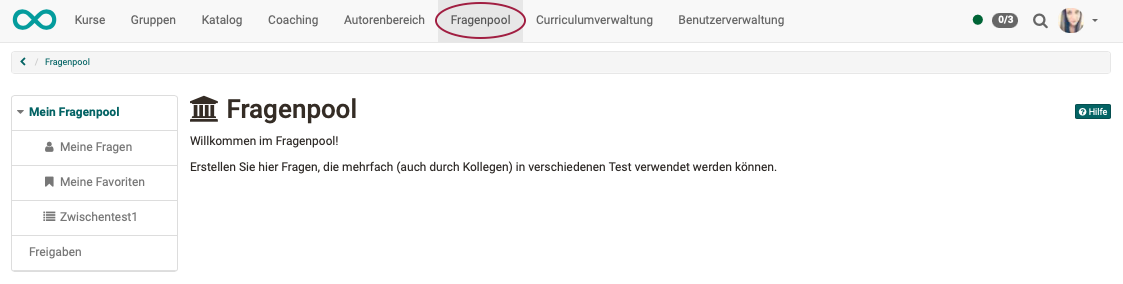 Kurse Gruppen Katalog Coaching Autorenbereich Fragenpool Curriculumverwaltung Benutzerverwaltung 0/3
/ Fragenpool
Mein Fragenpool
Meine Fragen
Meine Favoriten
Zwischentest1
Freigaben
Fragenpool
Hilfe
Willkommen im Fragenpool!
Erstellen Sie hier Fragen, die mehrfach (auch durch Kollegen) in verschiedenen Test verwendet werden können.